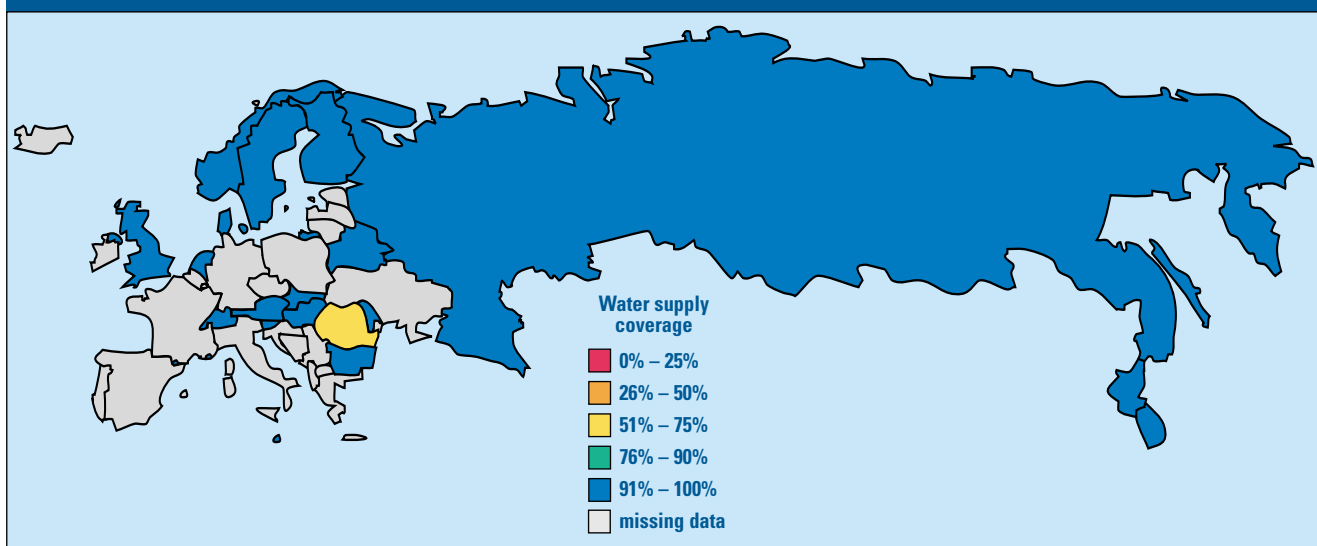 Water supply
coverage
0% – 25%
26% – 50%
51% – 75%
76% – 90%
91% – 100%
missing data